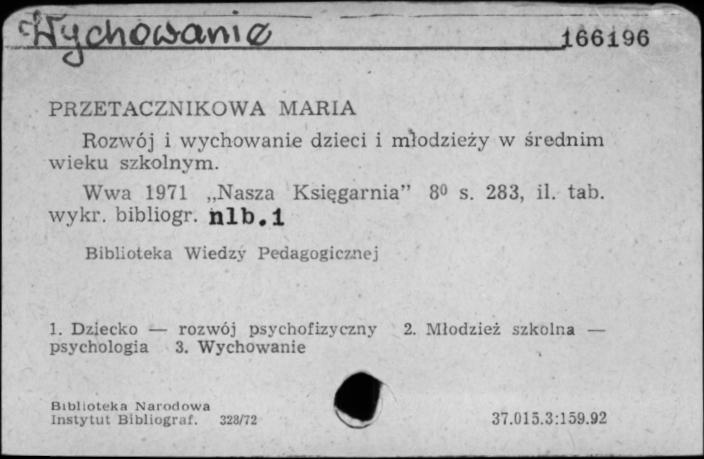 Wychowanie
166196
PRZETACZNIKOWA MARIA
Rozwój i wychowanie dzieci i młodzieży w średnim
wieku szkolnym.
Wwa 1971 „Nasza Księgarnia” 8⁰ s. 283, il. tab.
wykr. bibliogr. nlb.1
Biblioteka Wiedzy Pedagogicznej
1. Dziecko — rozwój psychofizyczny 2. Młodzież szkolna —
psychologia 3. Wychowanie
Biblioteka Narodowa
Instytut Bibliograf. 328/72
37.015.3:159.92